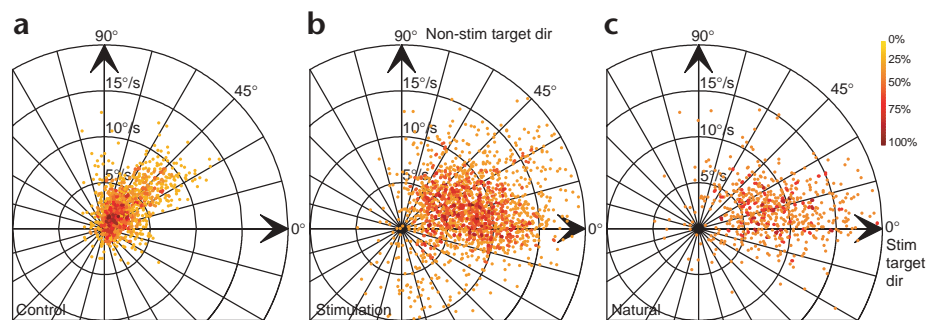 a
90°
15°/s
10°/s
5°/s
45°
0°
Control
b
90°
Non-stim target dir
15°/s
10°/s
5°/s
45°
0°
Stimulation
c
90°
15°/s
10°/s
5°/s
45°
0°
Stim
target
dir
Natural
0%
25%
50%
75%
100%